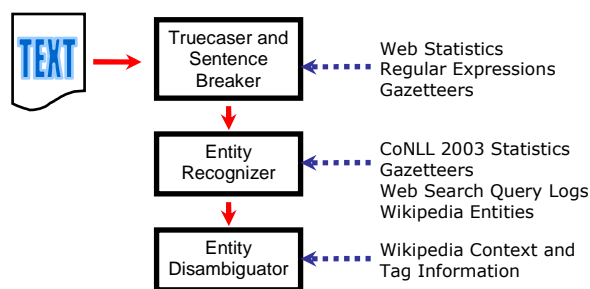 TEXT
Truecaser and
Sentence
Breaker
Web Statistics
Regular Expressions
Gazetteers
Entity
Recognizer
CoNLL 2003 Statistics
Gazetteers
Web Search Query Logs
Wikipedia Entities
Entity
Disambiguator
Wikipedia Context and
Tag Information